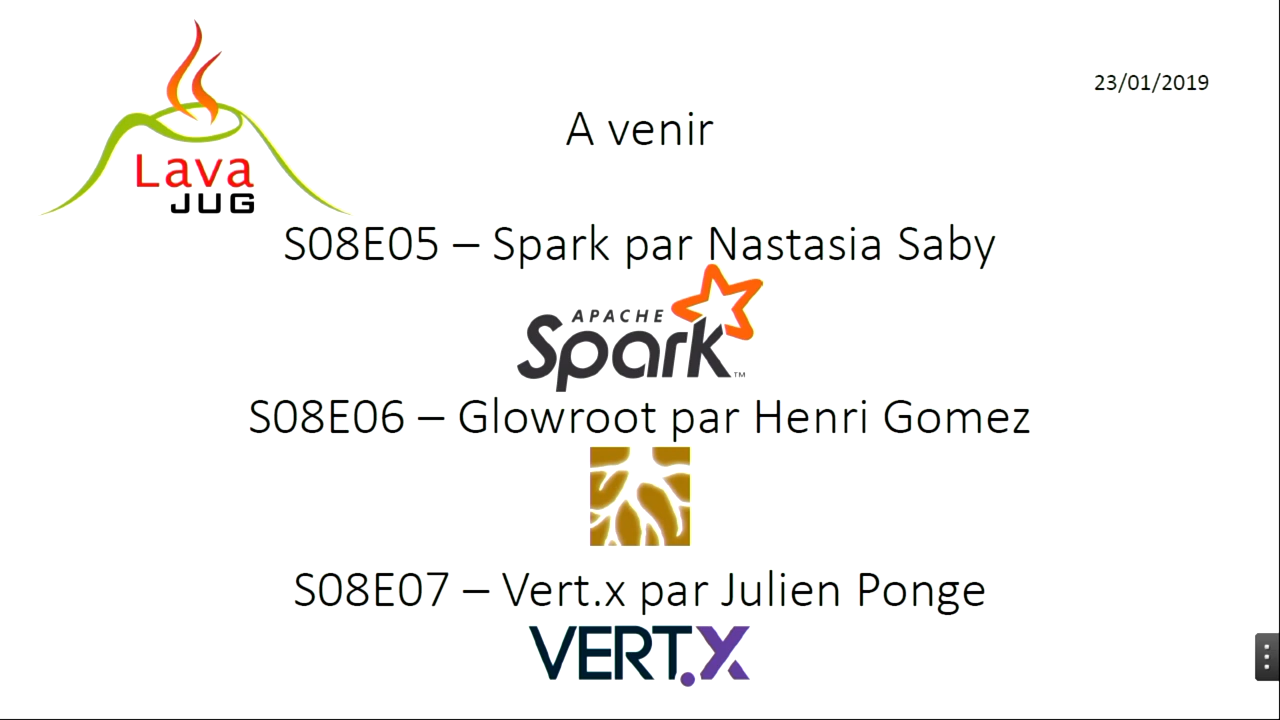 Lava
JUG
23/01/2019
A venir
S08E05 – Spark par Nastasia Saby
APACHE
Spark™
S08E06 – Glowroot par Henri Gomez
S08E07 – Vert.x par Julien Ponge
VERT.X